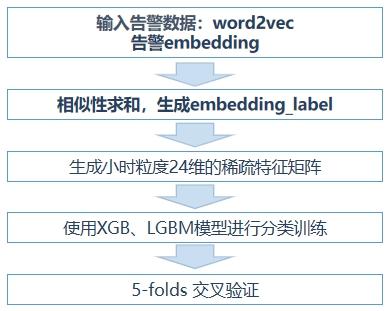 输入告警数据：word2vec
告警embedding
相似性求和，生成embedding_label
生成小时粒度24维的稀疏特征矩阵
使用XGB、LGBM模型进行分类训练
5-folds 交叉验证